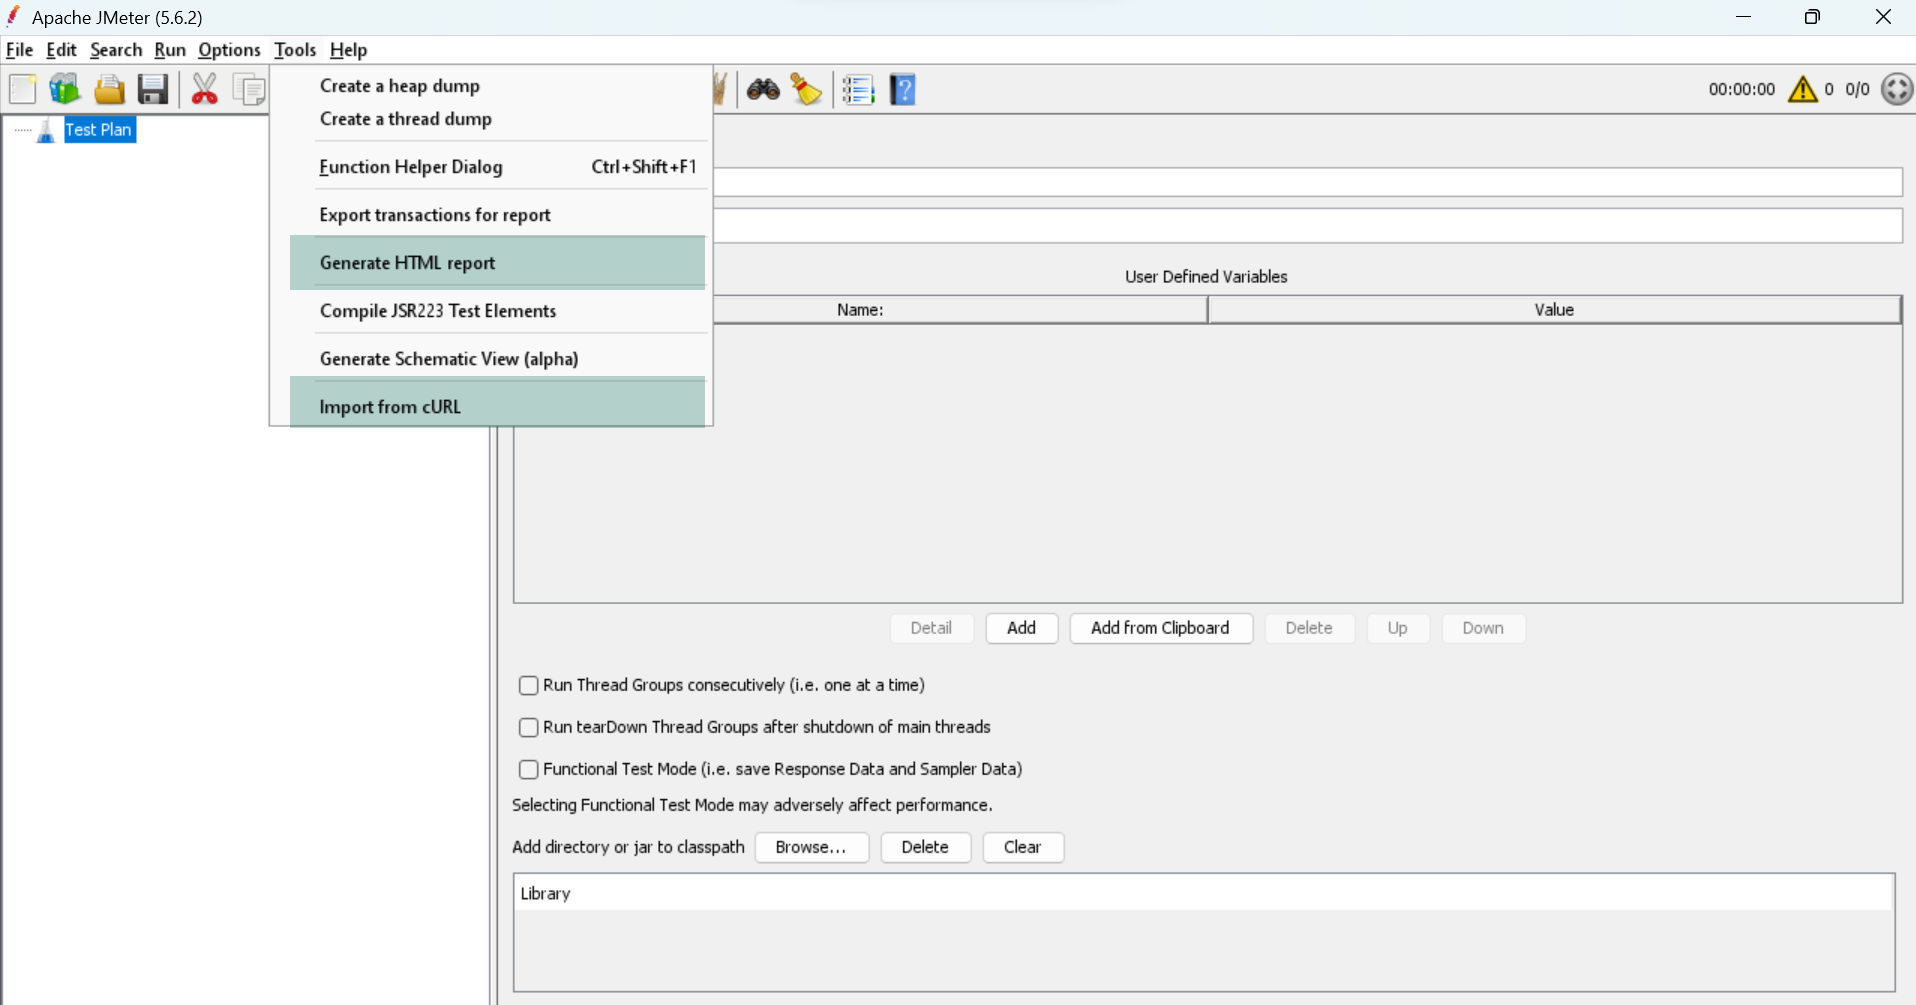 Apache JMeter (5.6.2)
File Edit Search Run Options Tools Help
00:00:00 0 0/0
Test Plan
Create a heap dump
Create a thread dump
Function Helper Dialog Ctrl+Shift+F1
Export transactions for report
Generate HTML report
Compile JSR223 Test Elements
Generate Schematic View (alpha)
Import from cURL
User Defined Variables
Name: Value
Detail Add Add from Clipboard Delete Up Down
Run Thread Groups consecutively (i.e. one at a time)
Run tearDown Thread Groups after shutdown of main threads
Functional Test Mode (i.e. save Response Data and Sampler Data)
Selecting Functional Test Mode may adversely affect performance.
Add directory or jar to classpath Browse... Delete Clear
Library